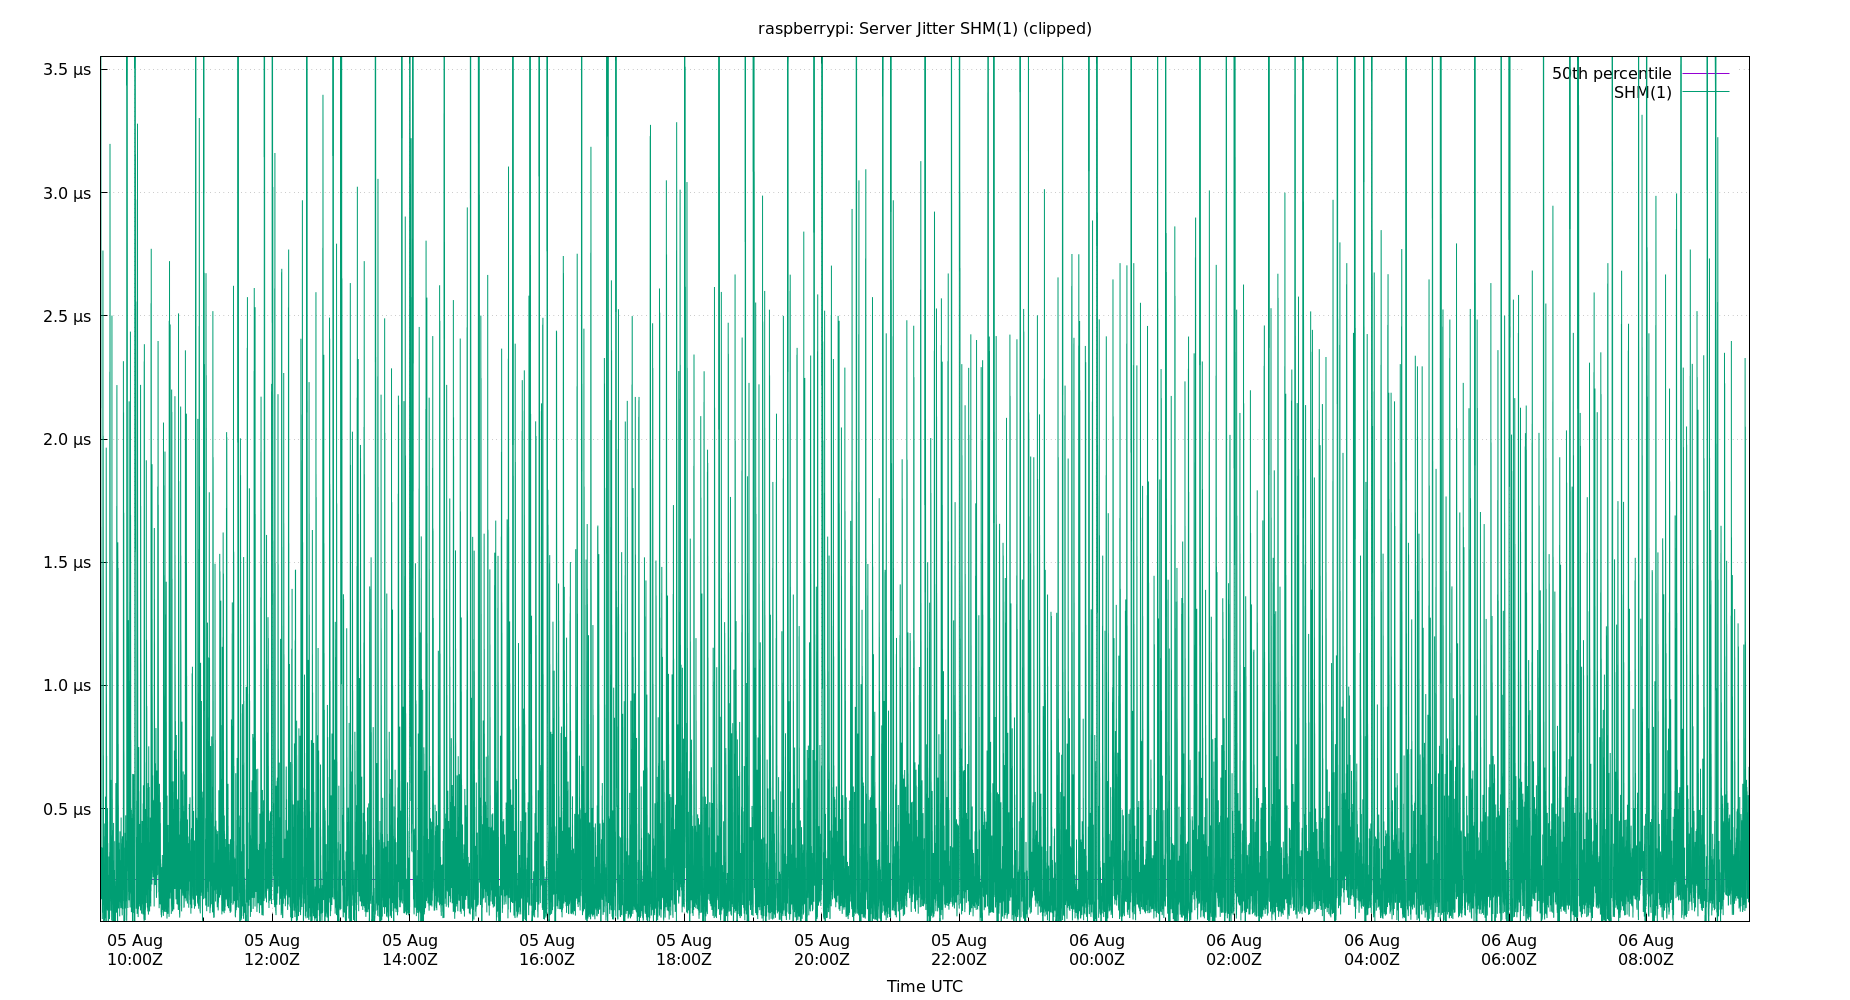 raspberrypi: Server Jitter SHM(1) (clipped)
3.5 µs
3.0 µs
2.5 µs
2.0 µs
1.5 µs
1.0 µs
0.5 µs
50th percentile
SHM(1)
05 Aug 05 Aug 05 Aug 05 Aug 05 Aug 05 Aug 05 Aug 06 Aug 06 Aug 06 Aug 06 Aug 06 Aug
10:00Z 12:00Z 14:00Z 16:00Z 18:00Z 20:00Z 22:00Z 00:00Z 02:00Z 04:00Z 06:00Z 08:00Z
Time UTC